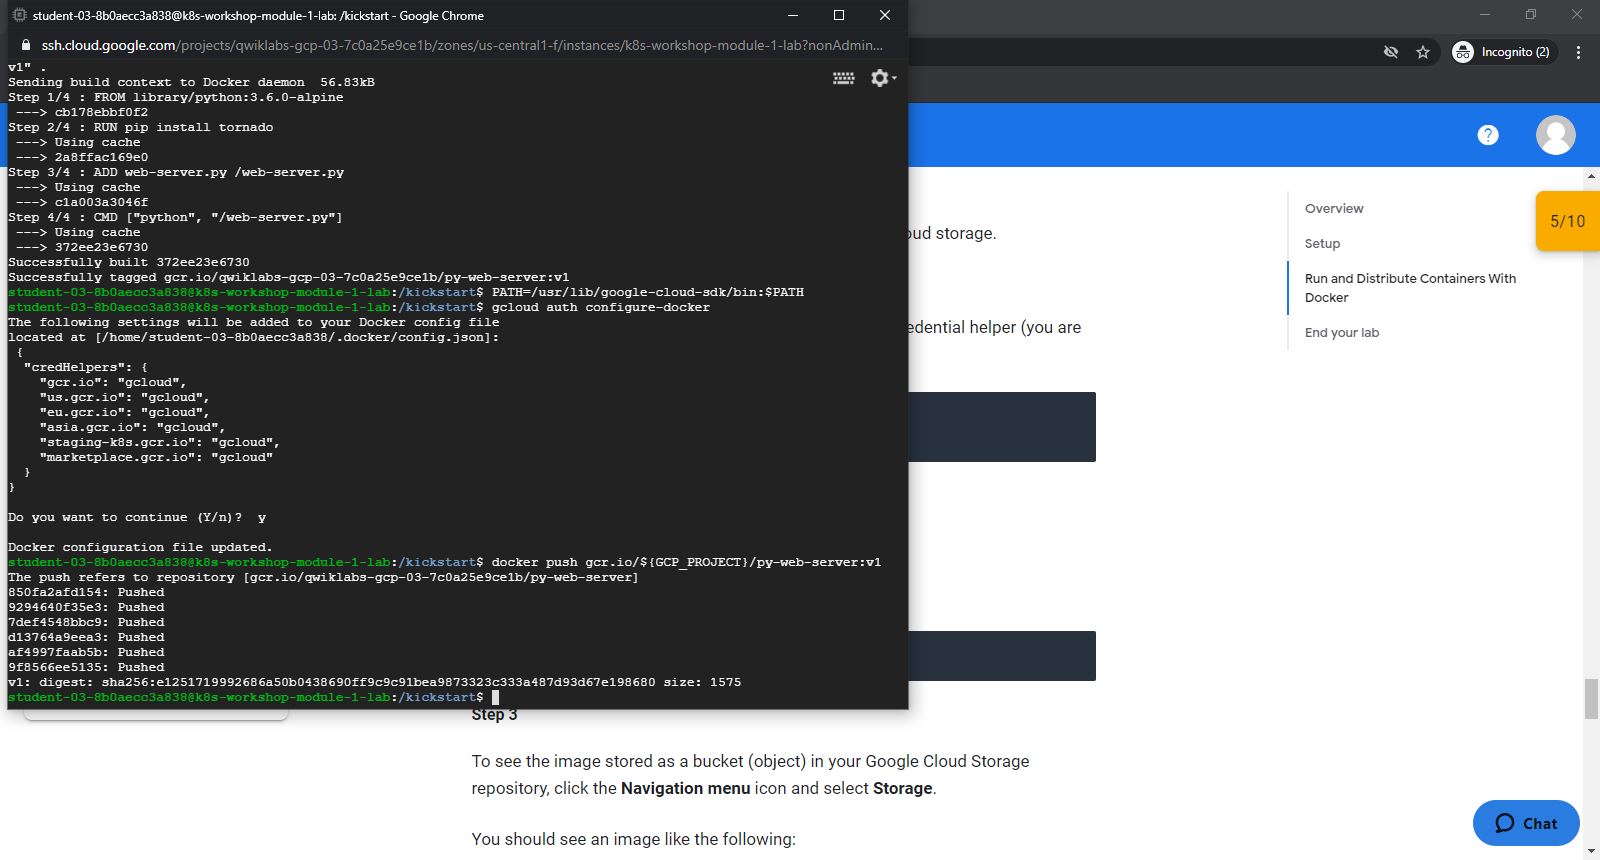 student-03-8b0aecc3a838@k8s-workshop-module-1-lab: /kickstart - Google Chrome
ssh.cloud.google.com/projects/qwiklabs-gcp-03-7c0a25e9ce1b/zones/us-central1-f/instances/k8s-workshop-module-1-lab?nonAdmin...
Incognito (2)
v1" .
Sending build context to Docker daemon  56.83kB
Step 1/4 : FROM library/python:3.6.0-alpine
---> cb178ebbf0f2
Step 2/4 : RUN pip install tornado
---> Using cache
---> 2a8ffac169e0
Step 3/4 : ADD web-server.py /web-server.py
---> Using cache
---> c1a003a3046f
Step 4/4 : CMD ["python", "/web-server.py"]
---> Using cache
---> 372ee23e6730
Successfully built 372ee23e6730
Successfully tagged gcr.io/qwiklabs-gcp-03-7c0a25e9ce1b/py-web-server:v1
student-03-8b0aecc3a838@k8s-workshop-module-1-lab:/kickstart$ PATH=/usr/lib/google-cloud-sdk/bin:$PATH
student-03-8b0aecc3a838@k8s-workshop-module-1-lab:/kickstart$ gcloud auth configure-docker
The following settings will be added to your Docker config file
located at [/home/student-03-8b0aecc3a838/.docker/config.json]:
{
"credHelpers": {
"gcr.io": "gcloud",
"us.gcr.io": "gcloud",
"eu.gcr.io": "gcloud",
"asia.gcr.io": "gcloud",
"staging-k8s.gcr.io": "gcloud",
"marketplace.gcr.io": "gcloud"
}
}
Do you want to continue (Y/n)?  y
Docker configuration file updated.
student-03-8b0aecc3a838@k8s-workshop-module-1-lab:/kickstart$ docker push gcr.io/${GCP_PROJECT}/py-web-server:v1
The push refers to repository [gcr.io/qwiklabs-gcp-03-7c0a25e9ce1b/py-web-server]
850fa2afd154: Pushed
9294640f35e3: Pushed
7def4548bbc9: Pushed
d13764a9eea3: Pushed
af4997faab5b: Pushed
9f8566ee5135: Pushed
v1: digest: sha256:e1251719992686a50b0438690ff9c9c91bea9873323c333a487d93d67e198680 size: 1575
student-03-8b0aecc3a838@k8s-workshop-module-1-lab:/kickstart$
oud storage.
edential helper (you are
Step 3
To see the image stored as a bucket (object) in your Google Cloud Storage
repository, click the Navigation menu icon and select Storage.
You should see an image like the following:
Overview
Setup
Run and Distribute Containers With
Docker
End your lab
5/10
Chat